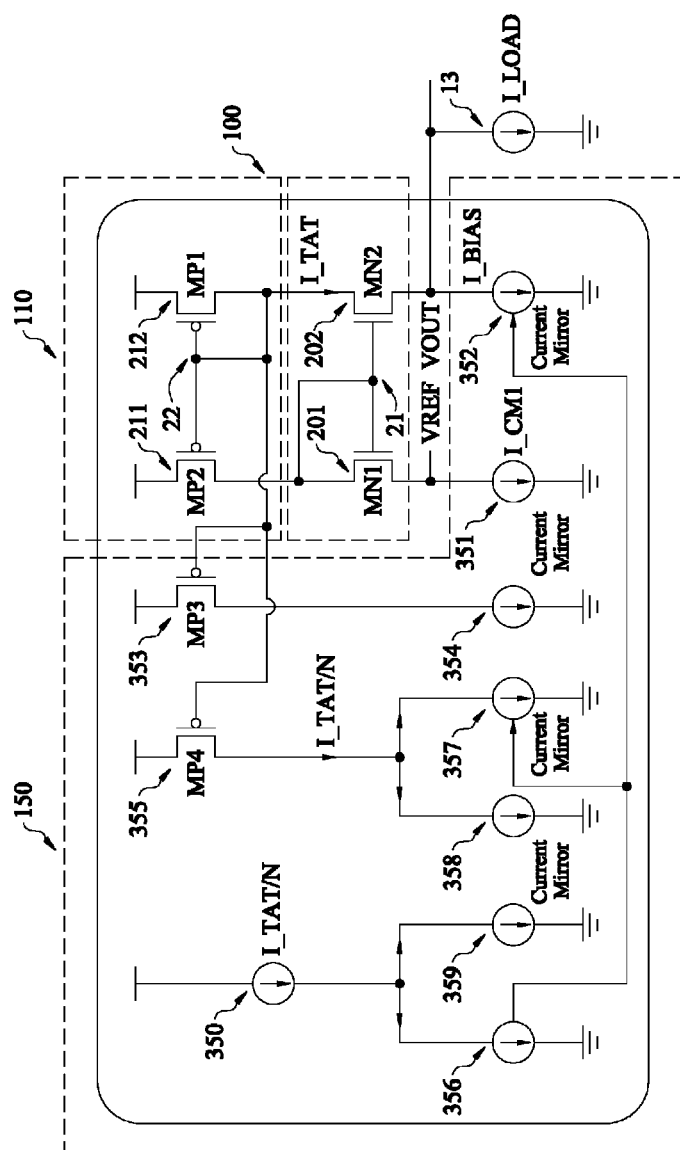 150
110
100
MP1
212
22
211
MP2
353
MP3
355
MP4
I_TAT
202
MN2
201
21
MN1
VREF VOUT
I_TAT/N
350
I_TAT/N
13
I_LOAD
I_BIAS
352
Current
Mirror
I_CM1
351
Current
Mirror
354
357
Current
Mirror
358
Current
Mirror
359
356